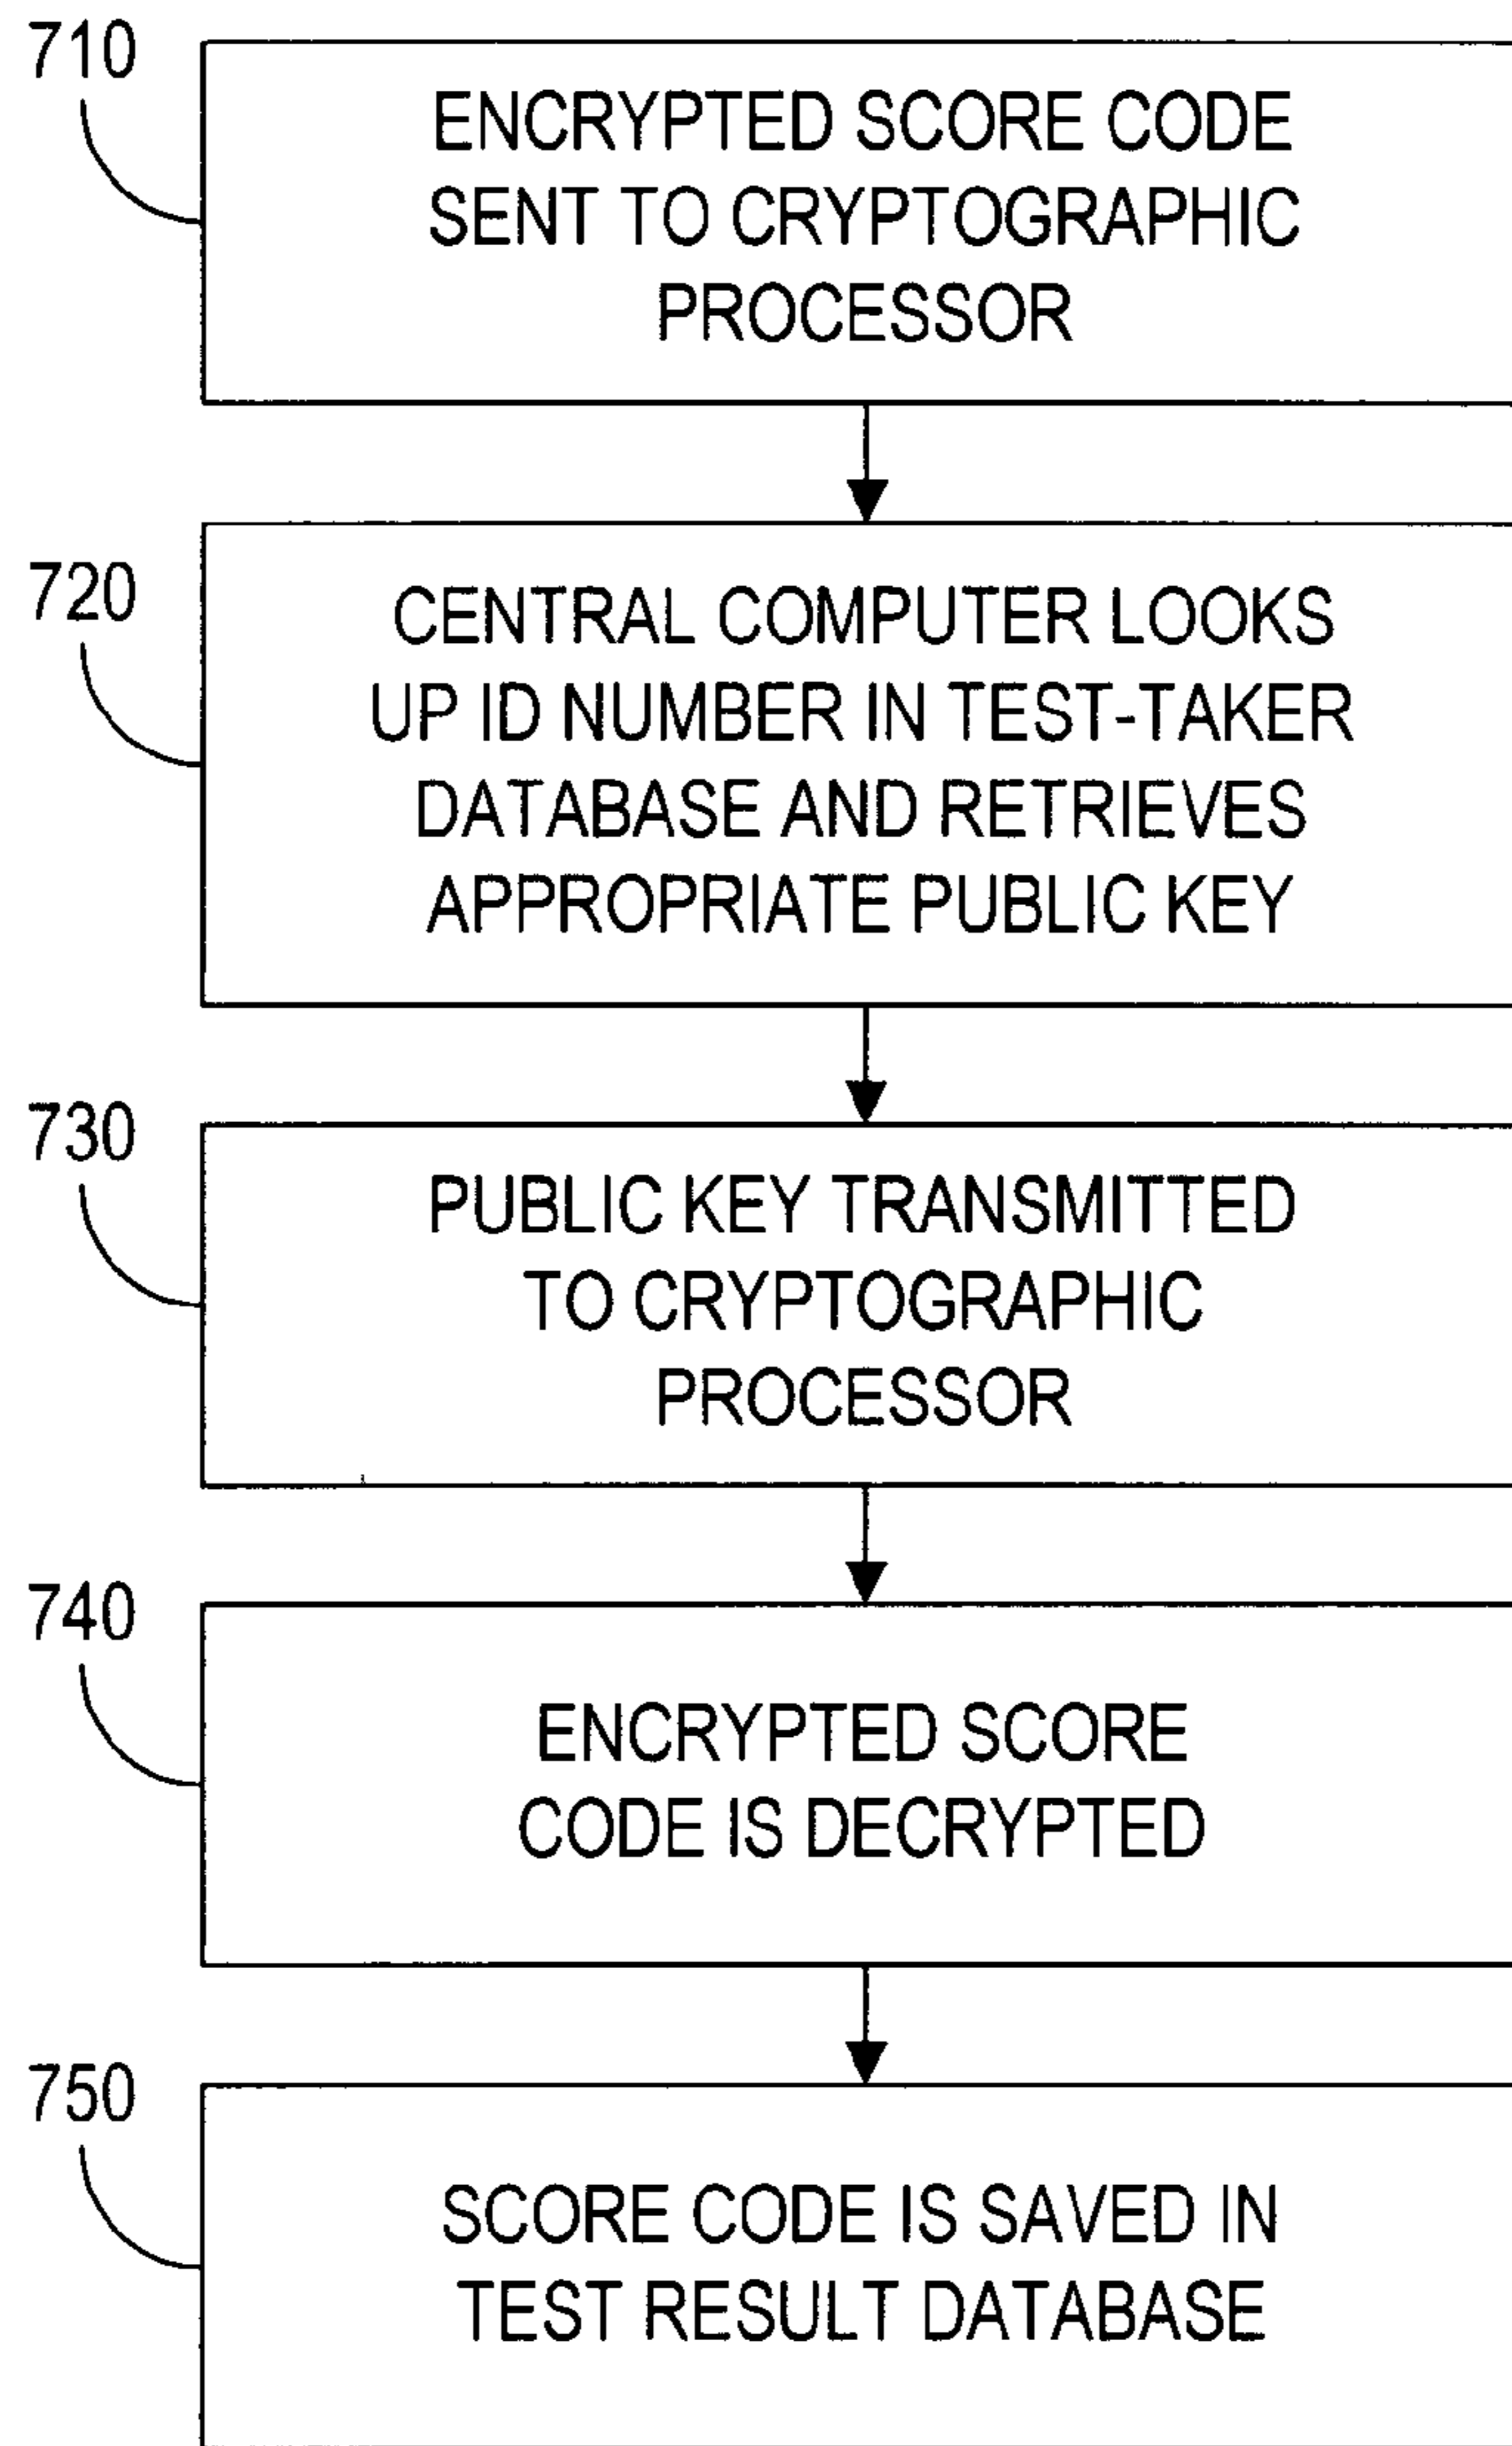 710
ENCRYPTED SCORE CODE
SENT TO CRYPTOGRAPHIC
PROCESSOR
720
CENTRAL COMPUTER LOOKS
UP ID NUMBER IN TEST-TAKER
DATABASE AND RETRIEVES
APPROPRIATE PUBLIC KEY
730
PUBLIC KEY TRANSMITTED
TO CRYPTOGRAPHIC
PROCESSOR
740
ENCRYPTED SCORE
CODE IS DECRYPTED
750
SCORE CODE IS SAVED IN
TEST RESULT DATABASE